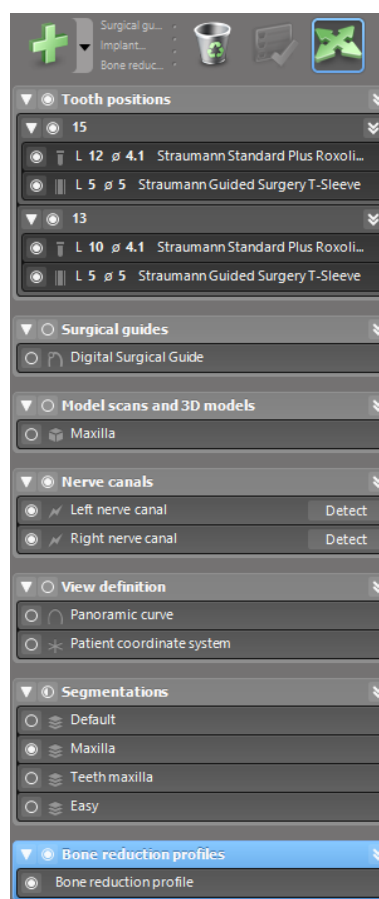 Surgical gu...
Implant...
Bone reduc...
Tooth positions
15
L 12 ø 4.1 Straumann Standard Plus Roxoli...
L 5 ø 5 Straumann Guided Surgery T-Sleeve
13
L 10 ø 4.1 Straumann Standard Plus Roxoli...
L 5 ø 5 Straumann Guided Surgery T-Sleeve
Surgical guides
Digital Surgical Guide
Model scans and 3D models
Maxilla
Nerve canals
Left nerve canal Detect
Right nerve canal Detect
View definition
Panoramic curve
Patient coordinate system
Segmentations
Default
Maxilla
Teeth maxilla
Easy
Bone reduction profiles
Bone reduction profile